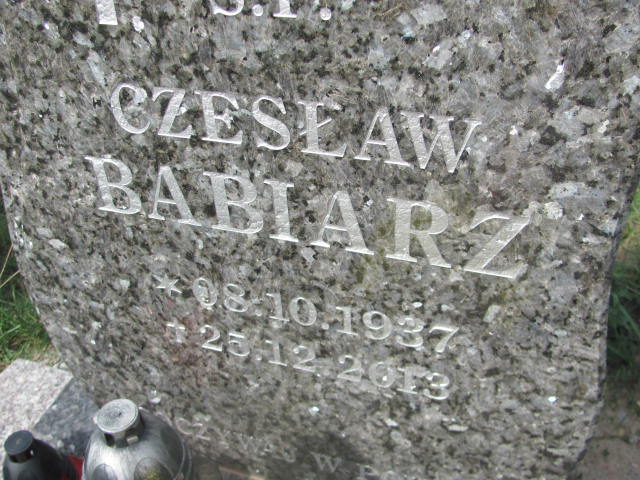 Ś.P.
CZESŁAW
BABIARZ
* 08.10.1937
† 25.12.2013
W